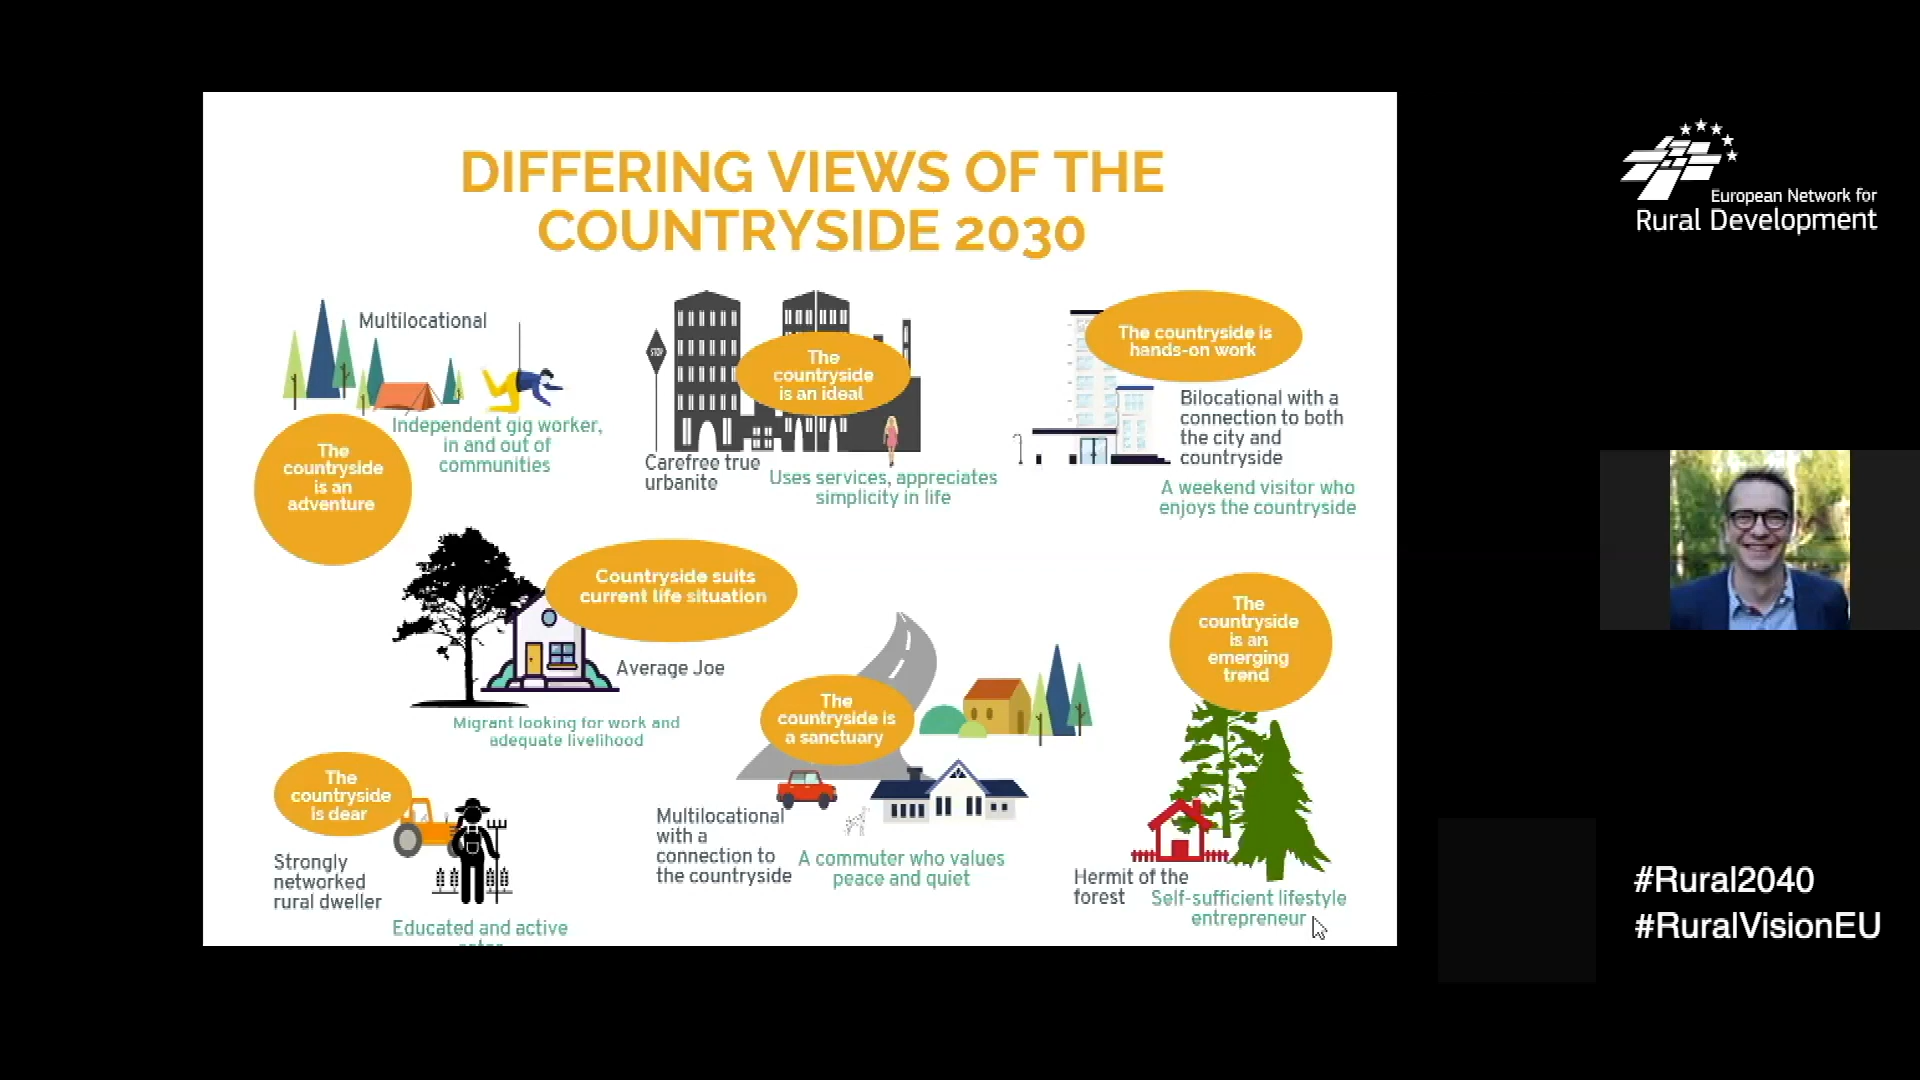 DIFFERING VIEWS OF THE
COUNTRYSIDE 2030
Multilocational
Independent gig worker,
in and out of
communities
The
countryside
is an
adventure
STOP
The
countryside
is an ideal
Carefree true
urbanite
Uses services, appreciates
simplicity in life
The countryside is
hands-on work
Bilocational with a
connection to both
the city and
countryside
A weekend visitor who
enjoys the countryside
Countryside suits
current life situation
Average Joe
Migrant looking for work and
adequate livelihood
The
countryside is
a sanctuary
Multilocational
with a
connection to
the countryside
A commuter who values
peace and quiet
The
countryside
is an
emerging
trend
Hermit of the
forest
Self-sufficient lifestyle
entrepreneur
The
countryside
is dear
Strongly
networked
rural dweller
Educated and active
European Network for
Rural Development
#Rural2040
#RuralVisionEU